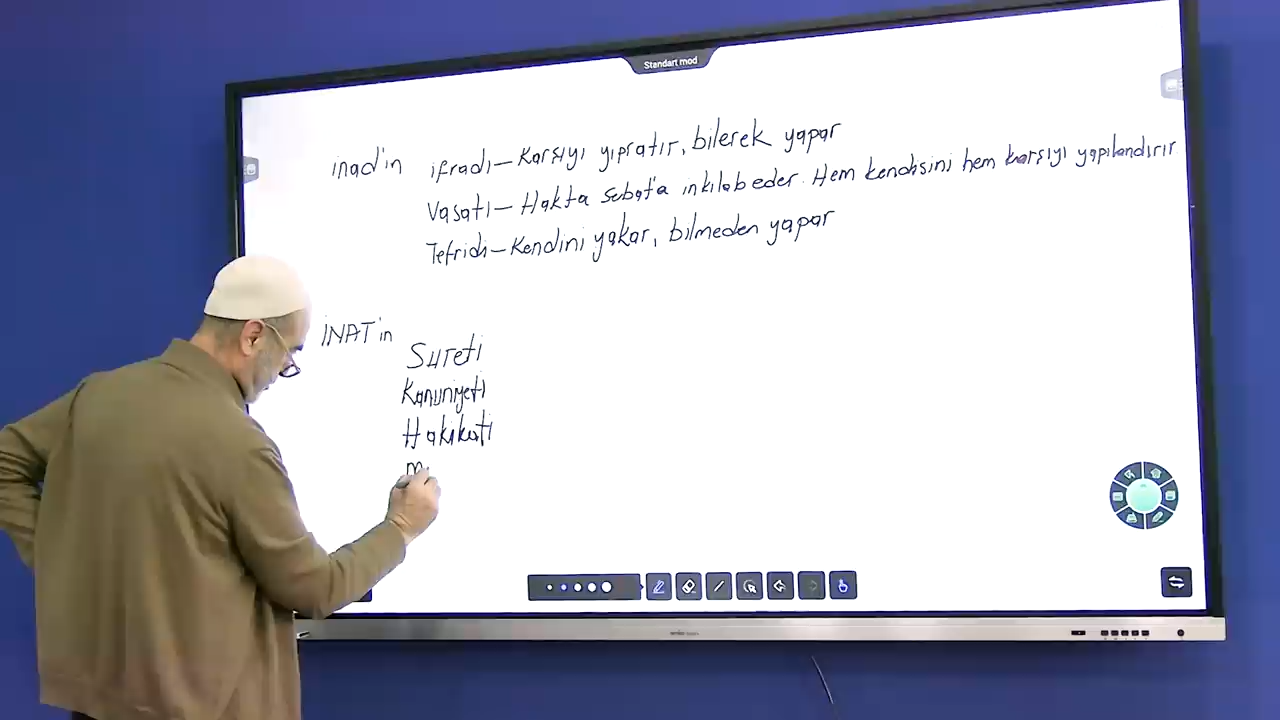 Standart mod
inad'ın ifradı – Karşıyı yıpratır, bilerek yapar
Vasatı – Hakta sebat'a inkılab eder. Hem kendisini hem karşıyı yapılandırır
Tefridi – Kendini yakar, bilmeden yapar
İNAT'ın
Sureti
Kanuniyeti
Hakikati